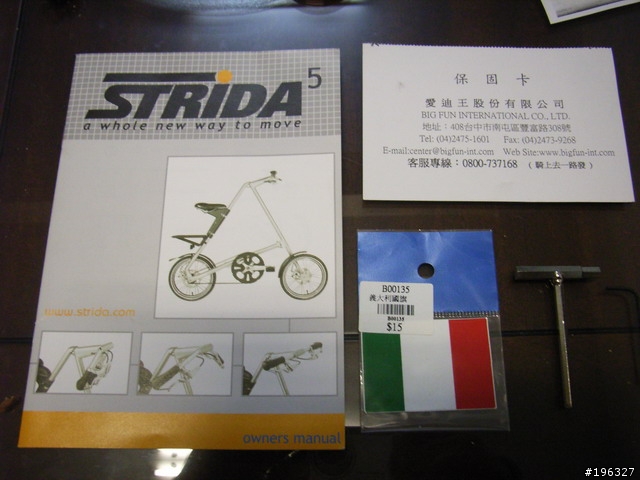 STRIDA 5
a whole new way to move
www.strida.com
owners manual
保固卡
愛迪王股份有限公司
BIG FUN INTERNATIONAL CO., LTD.
地址：408台中市南屯區豐富路308號
Tel: (04)2475-1601 Fax: (04)2473-9268
E-mail:center@bigfun-int.com Web Site:www.bigfun-int.com
客服專線：0800-737168 （騎上去一路發）
B00135
義大利國旗
B00135
$15
#196327